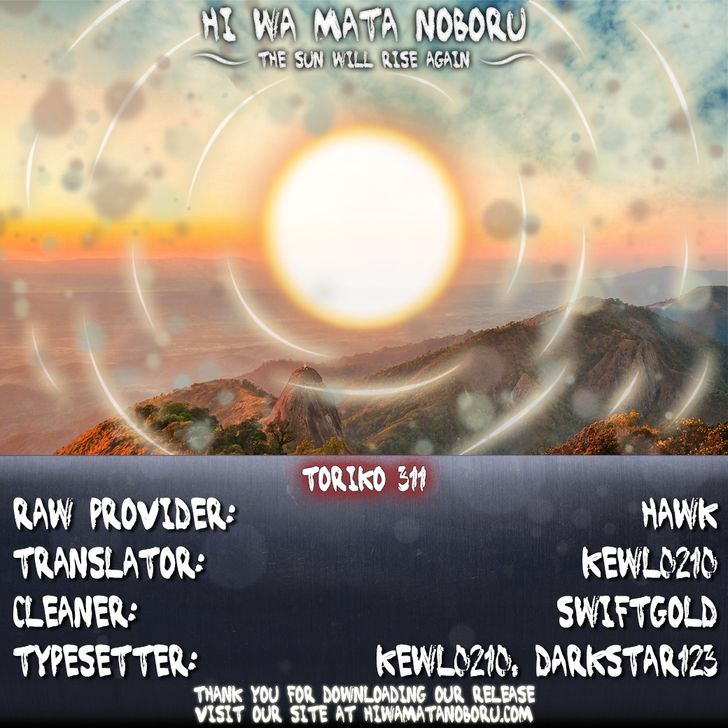 HI WA MATA NOBORU
THE SUN WILL RISE AGAIN
TORIKO 311
RAW PROVIDER: HAWK
TRANSLATOR: KEWL0210
CLEANER: SWIFTGOLD
TYPESETTER: KEWL0210, DARKSTAR123
THANK YOU FOR DOWNLOADING OUR RELEASE
VISIT OUR SITE AT HIWAMATANOBORU.COM